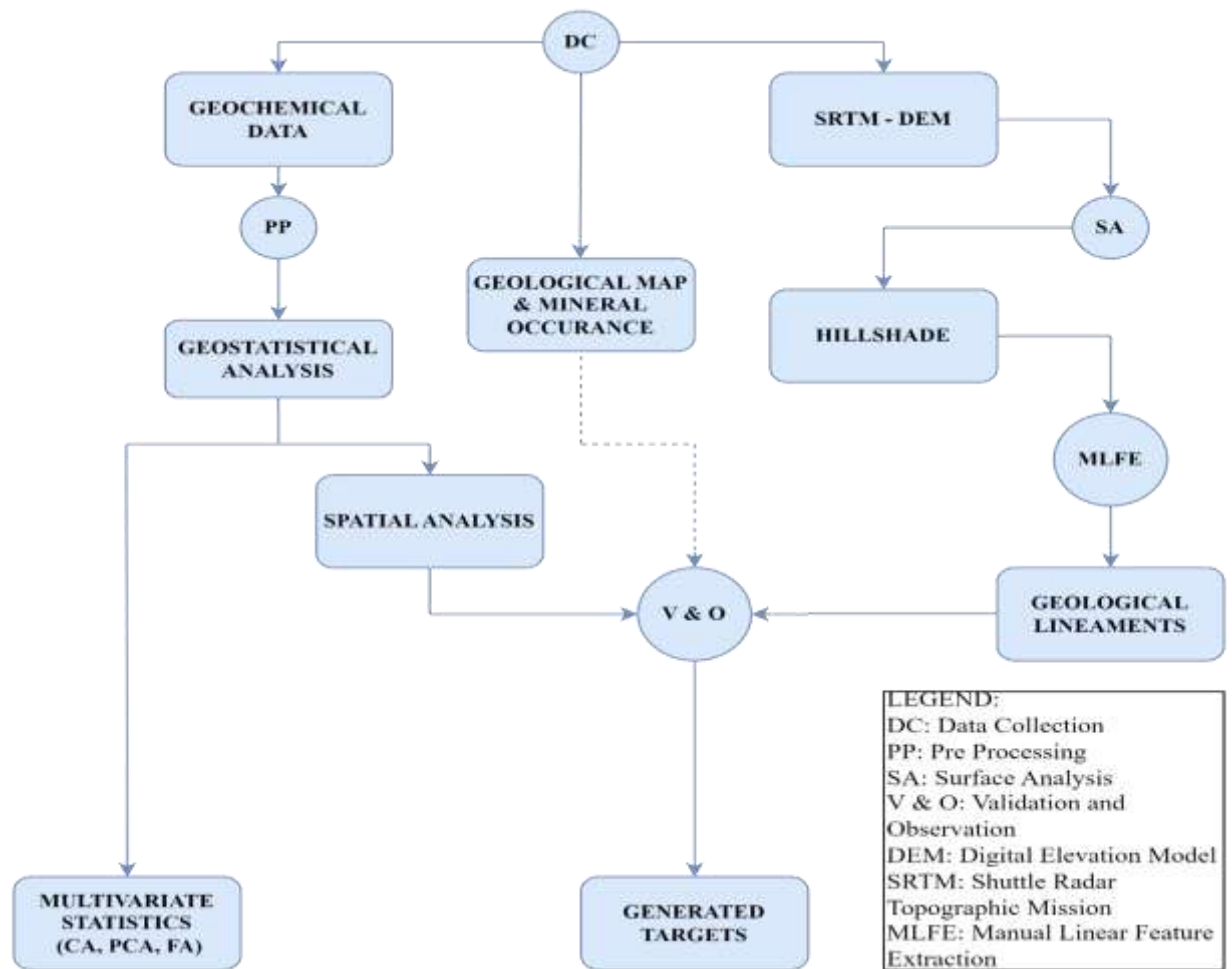 DC
GEOCHEMICAL
DATA
SRTM - DEM
PP
SA
GEOLOGICAL MAP
& MINERAL
OCCURANCE
HILLSHADE
GEOSTATISTICAL
ANALYSIS
MLFE
SPATIAL ANALYSIS
V & O
GEOLOGICAL
LINEAMENTS
MULTIVARIATE
STATISTICS
(CA, PCA, FA)
GENERATED
TARGETS
LEGEND:
DC: Data Collection
PP: Pre Processing
SA: Surface Analysis
V & O: Validation and
Observation
DEM: Digital Elevation Model
SRTM: Shuttle Radar
Topographic Mission
MLFE: Manual Linear Feature
Extraction